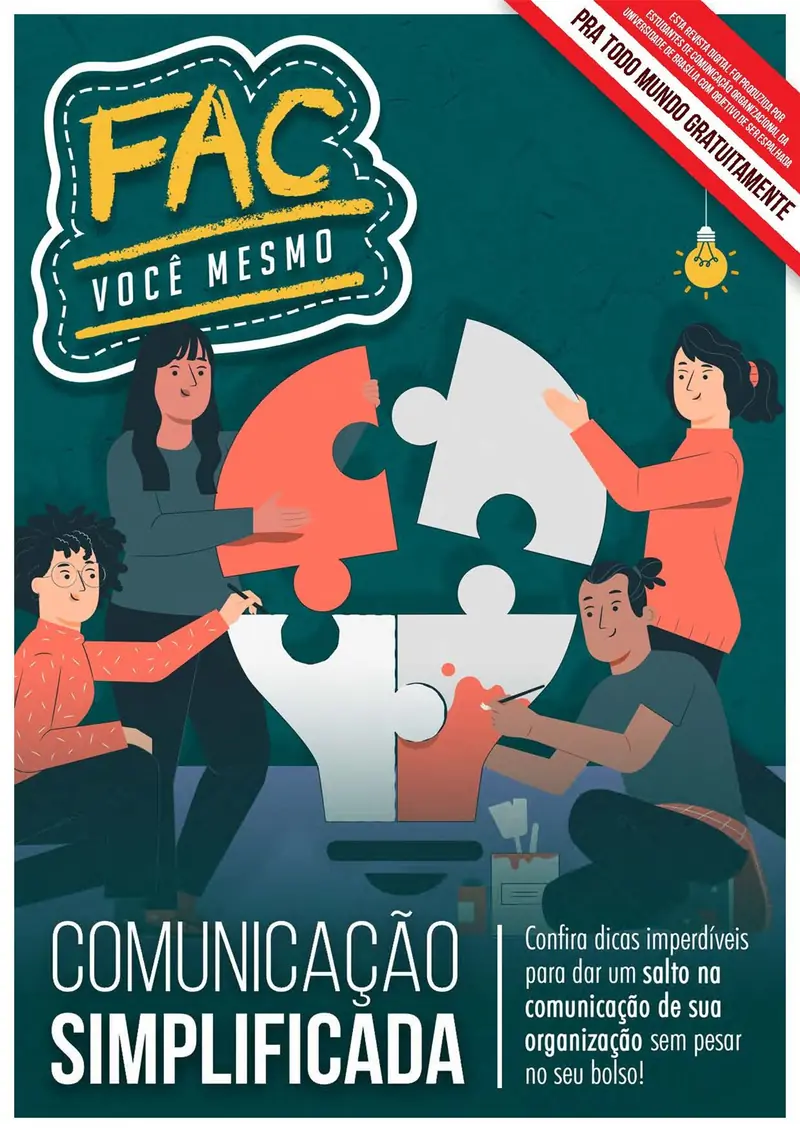 FAC
VOCÊ MESMO
ESTA REVISTA DIGITAL FOI PRODUZIDA POR
ESTUDANTES DE COMUNICAÇÃO ORGANIZACIONAL DA
UNIVERSIDADE DE BRASÍLIA COM OBJETIVO DE SER ESPALHADA
PRA TODO MUNDO GRATUITAMENTE
COMUNICAÇÃO
SIMPLIFICADA
Confira dicas imperdíveis
para dar um salto na
comunicação de sua
organização sem pesar
no seu bolso!